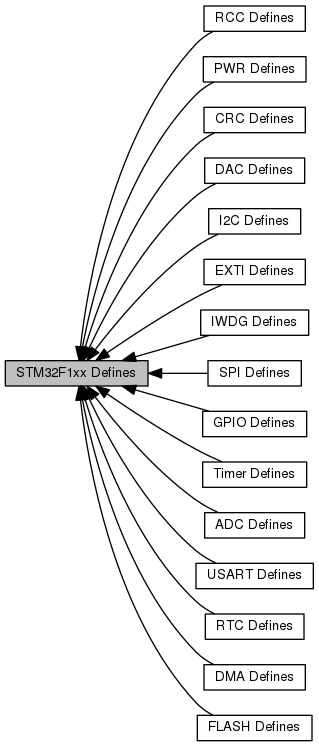 RCC Defines
PWR Defines
CRC Defines
DAC Defines
I2C Defines
EXTI Defines
IWDG Defines
STM32F1xx Defines
SPI Defines
GPIO Defines
Timer Defines
ADC Defines
USART Defines
RTC Defines
DMA Defines
FLASH Defines